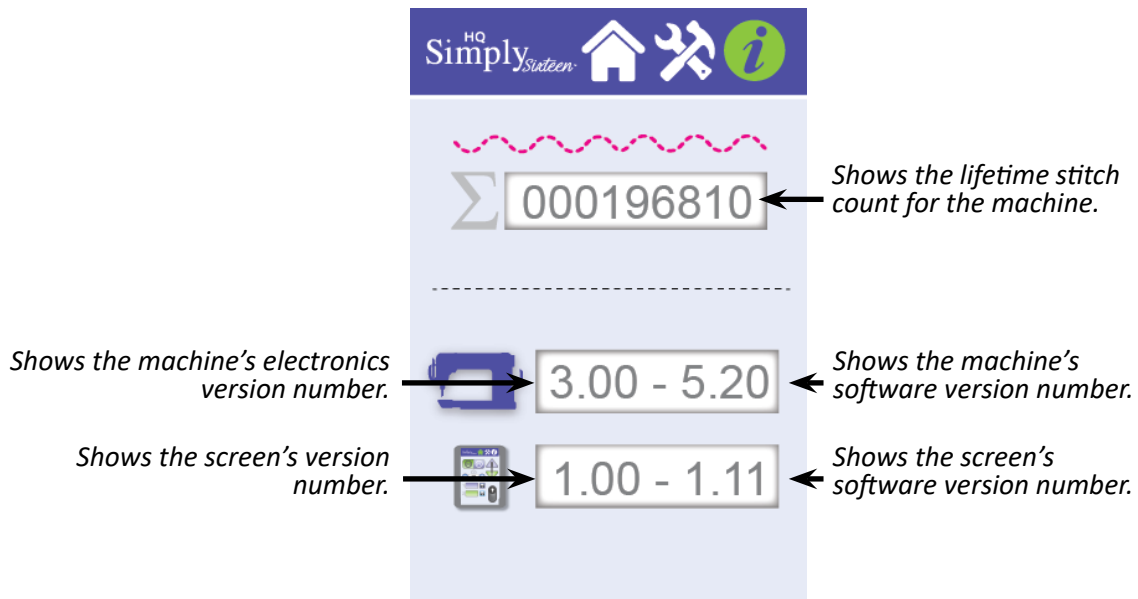 HQ
Simply Sixteen
i
Σ 000196810
Shows the lifetime stitch
count for the machine.
Shows the machine’s electronics
version number.
3.00 - 5.20
Shows the machine’s
software version number.
Shows the screen’s version
number.
1.00 - 1.11
Shows the screen’s
software version number.